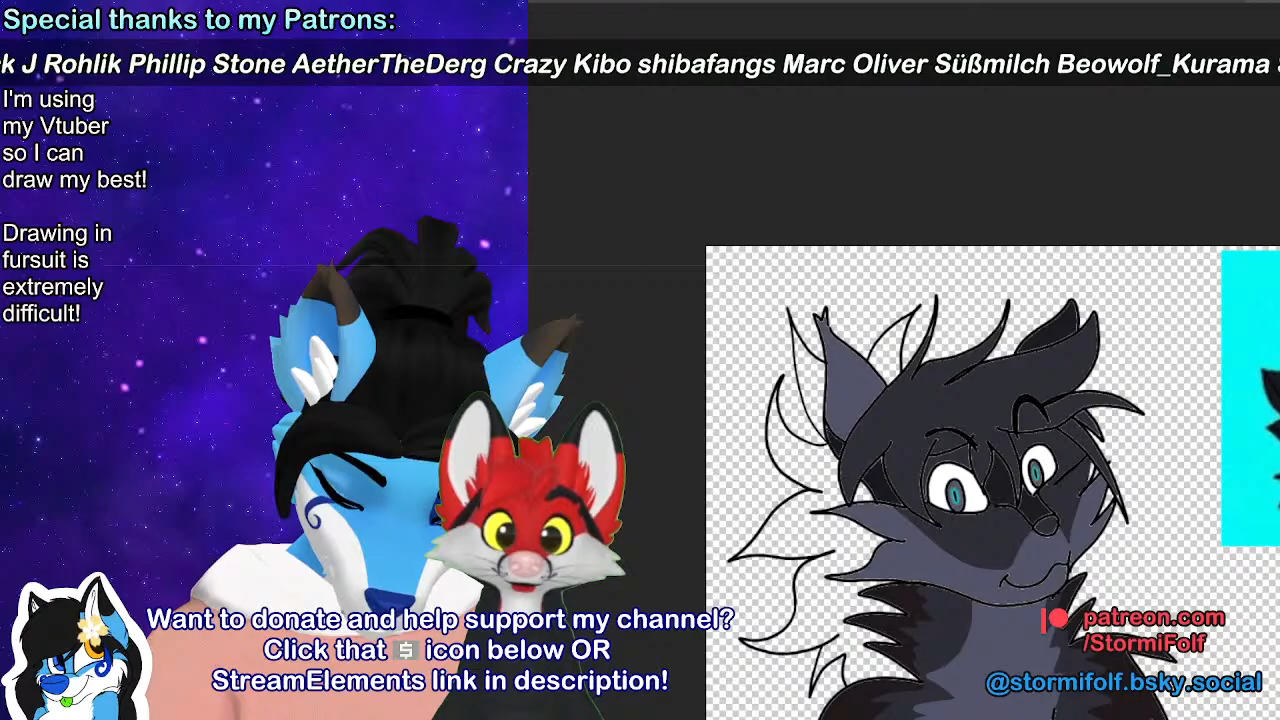 Special thanks to my Patrons:
k J Rohlik Phillip Stone AetherTheDerg Crazy Kibo shibafangs Marc Oliver Süßmilch Beowolf_Kurama
I'm using
my Vtuber
so I can
draw my best!
Drawing in
fursuit is
extremely
difficult!
Want to donate and help support my channel?
Click that $ icon below OR
StreamElements link in description!
patreon.com
/StormiFolf
@stormifolf.bsky.social